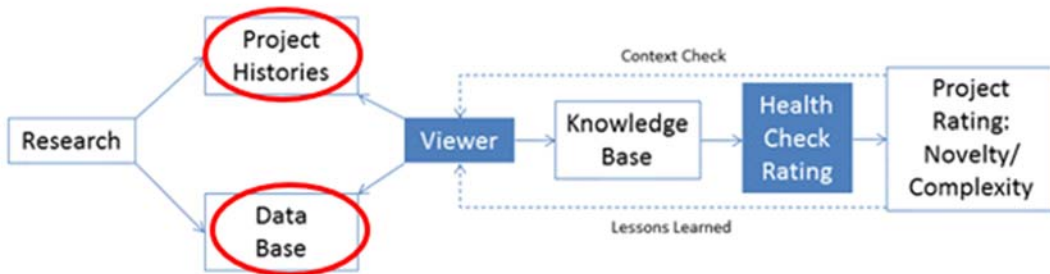 Project
Histories
Context Check
Research
Viewer
Knowledge
Base
Health
Check
Rating
Project
Rating:
Novelty/
Complexity
Data
Base
Lessons Learned